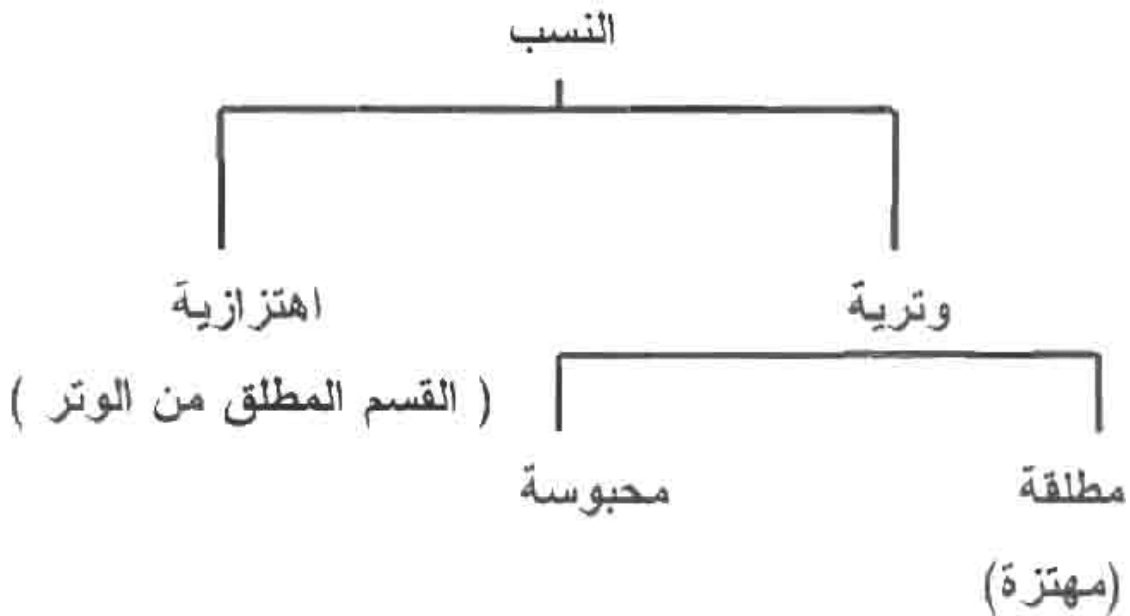 النسب
وترية
اهتزازية
( القسم المطلق من الوتر )
مطلقة
(مهتزة)
محبوسة